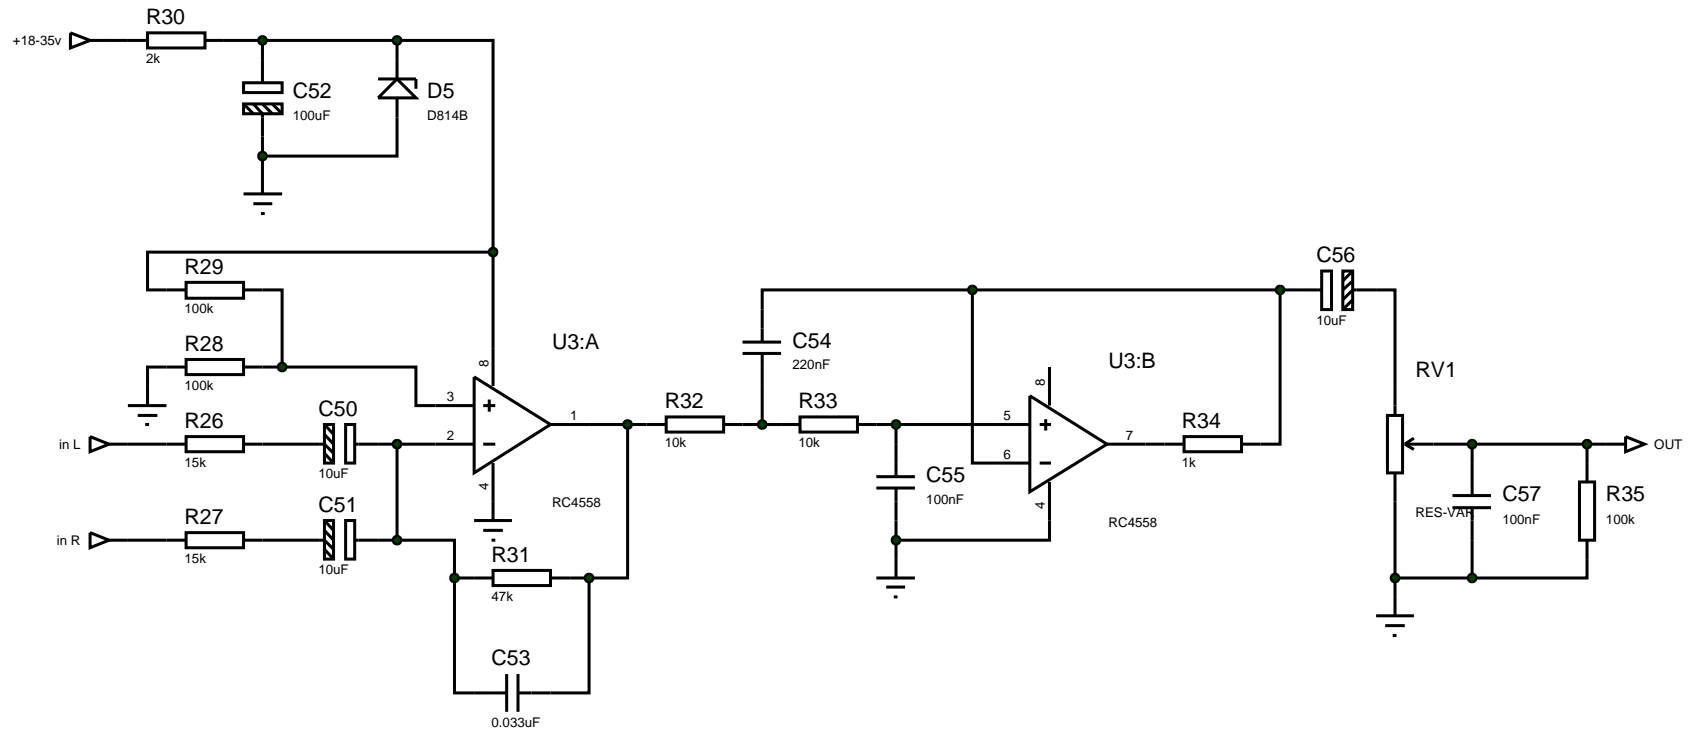 R30
+18-35v
2k
C52
100uF
D5
D814B
R29
100k
R28
100k
R26
in L
15k
C50
10uF
R27
in R
15k
C51
10uF
8
3
2
4
1
U3:A
RC4558
R31
47k
C53
0.033uF
R32
10k
C54
220nF
R33
10k
C55
100nF
8
5
6
4
7
U3:B
RC4558
R34
1k
C56
10uF
RV1
RES-VAR
C57
100nF
R35
100k
OUT